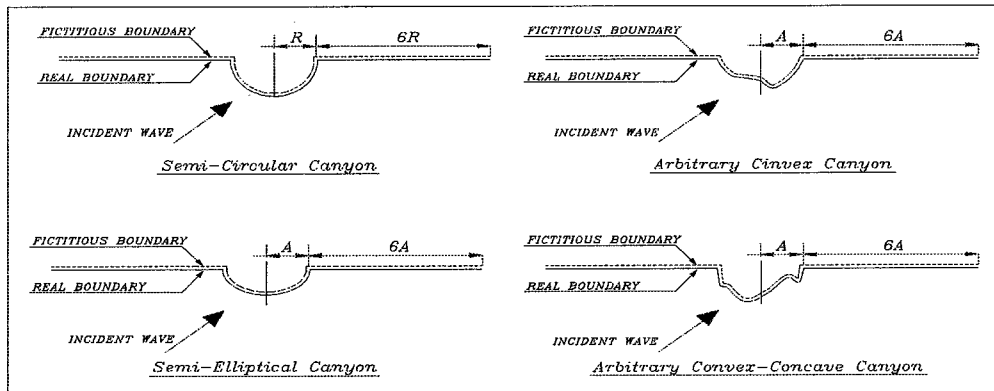 FICTITIOUS BOUNDARY
R
6R
REAL BOUNDARY
INCIDENT WAVE
Semi-Circular Canyon
FICTITIOUS BOUNDARY
A
6A
REAL BOUNDARY
INCIDENT WAVE
Arbitrary Cinvex Canyon
FICTITIOUS BOUNDARY
A
6A
REAL BOUNDARY
INCIDENT WAVE
Semi-Elliptical Canyon
FICTITIOUS BOUNDARY
A
6A
REAL BOUNDARY
INCIDENT WAVE
Arbitrary Convex-Concave Canyon